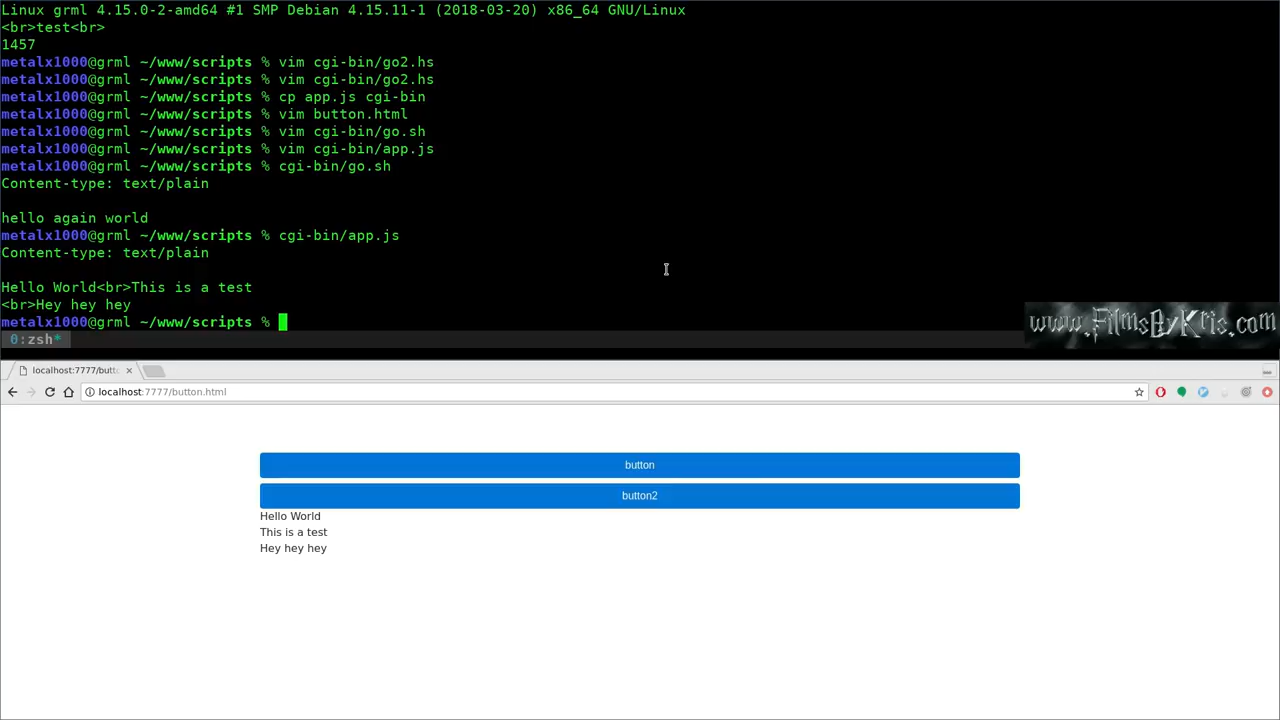 Linux grml 4.15.0-2-amd64 #1 SMP Debian 4.15.11-1 (2018-03-20) x86_64 GNU/Linux
<br>test<br>
1457
metalx1000@grml ~/www/scripts % vim cgi-bin/go2.hs
metalx1000@grml ~/www/scripts % vim cgi-bin/go2.hs
metalx1000@grml ~/www/scripts % cp app.js cgi-bin
metalx1000@grml ~/www/scripts % vim button.html
metalx1000@grml ~/www/scripts % vim cgi-bin/go.sh
metalx1000@grml ~/www/scripts % vim cgi-bin/app.js
metalx1000@grml ~/www/scripts % cgi-bin/go.sh
Content-type: text/plain

hello again world
metalx1000@grml ~/www/scripts % cgi-bin/app.js
Content-type: text/plain

Hello World<br>This is a test
<br>Hey hey hey
metalx1000@grml ~/www/scripts %
www.FilmsByKris.com
0:zsh*
localhost:7777/butt
localhost:7777/button.html
button
button2
Hello World
This is a test
Hey hey hey